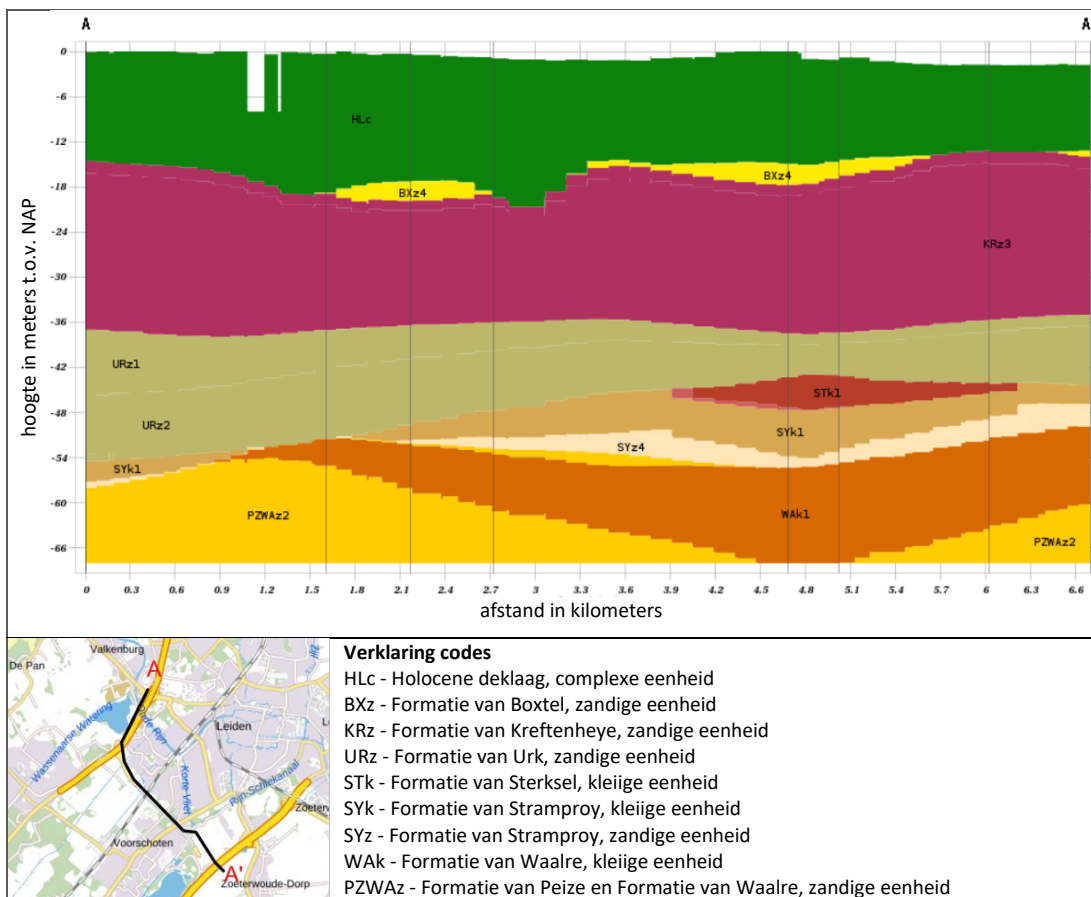 A A
0
-6
-12
-18
-24
-30
-36
-42
-48
-54
-60
-66
hoogte in meters t.o.v. NAP
HLc
BXz4
BXz4
KRz3
URz1
STk1
URz2
SYk1
SYz4
SYk1
PZWAz2
WAk1
PZWAz2
0 0.3 0.6 0.9 1.2 1.5 1.8 2.1 2.4 2.7 3 3.3 3.6 3.9 4.2 4.5 4.8 5.1 5.4 5.7 6 6.3 6.6
afstand in kilometers
De Pan
Valkenburg
A
Wassenaarse Watering
Oude Rijn
Leiden
Korte Vliet
Rijn-Schiekanaal
Voorschoten
A'
Zoeterwoude-Dorp
Verklaring codes
HLc - Holocene deklaag, complexe eenheid
BXz - Formatie van Boxtel, zandige eenheid
KRz - Formatie van Kreftenheye, zandige eenheid
URz - Formatie van Urk, zandige eenheid
STk - Formatie van Sterksel, kleiige eenheid
SYk - Formatie van Stramproy, kleiige eenheid
SYz - Formatie van Stramproy, zandige eenheid
WAk - Formatie van Waalre, kleiige eenheid
PZWAz - Formatie van Peize en Formatie van Waalre, zandige eenheid